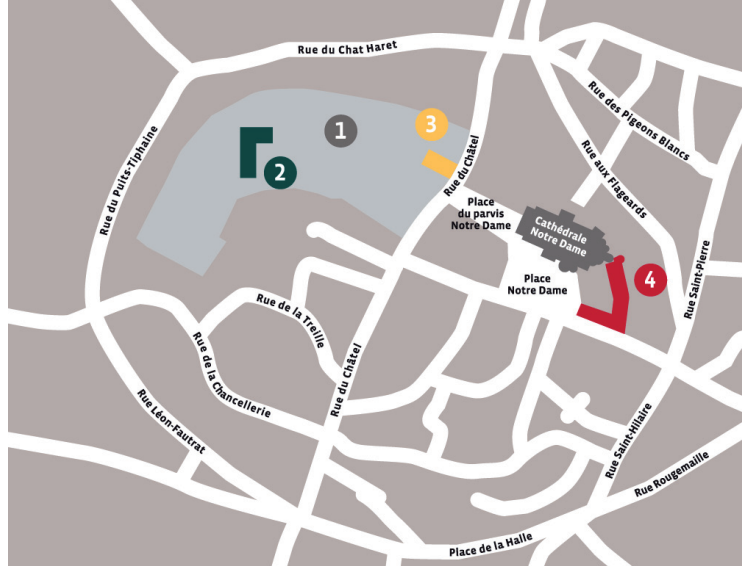 Rue du Chat Haret
Rue des Pigeons Blancs
1
3
2
Rue du Puits-Tiphaine
Rue du Châtel
Rue aux Flageards
Place
du parvis
Notre Dame
Cathédrale
Notre Dame
Place
Notre Dame
4
Rue Saint-Pierre
Rue de la Treille
Rue du Châtel
Rue de la Chancellerie
Rue Léon-Fautrat
Rue Saint-Hilaire
Rue Rougemaille
Place de la Halle